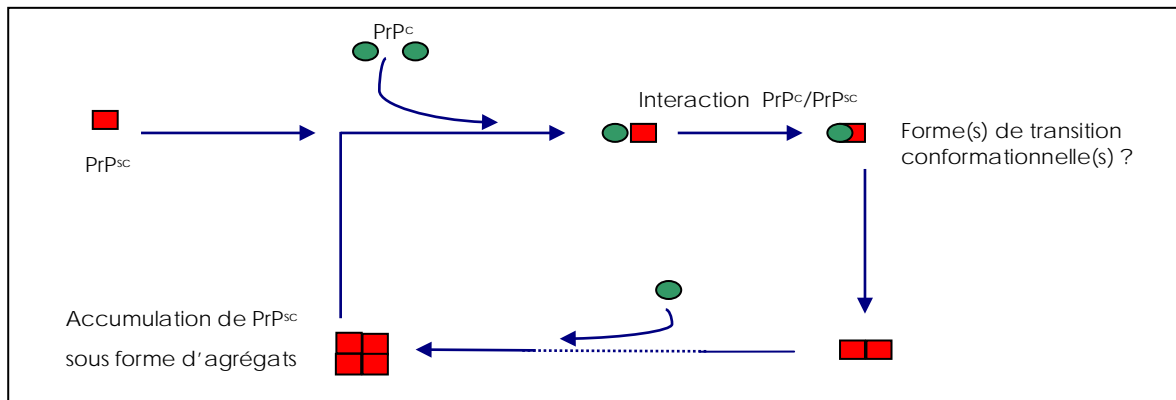 PrPᶜ
Interaction PrPᶜ/PrPˢᶜ
PrPˢᶜ
Forme(s) de transition
conformationnelle(s) ?
Accumulation de PrPˢᶜ
sous forme d'agrégats